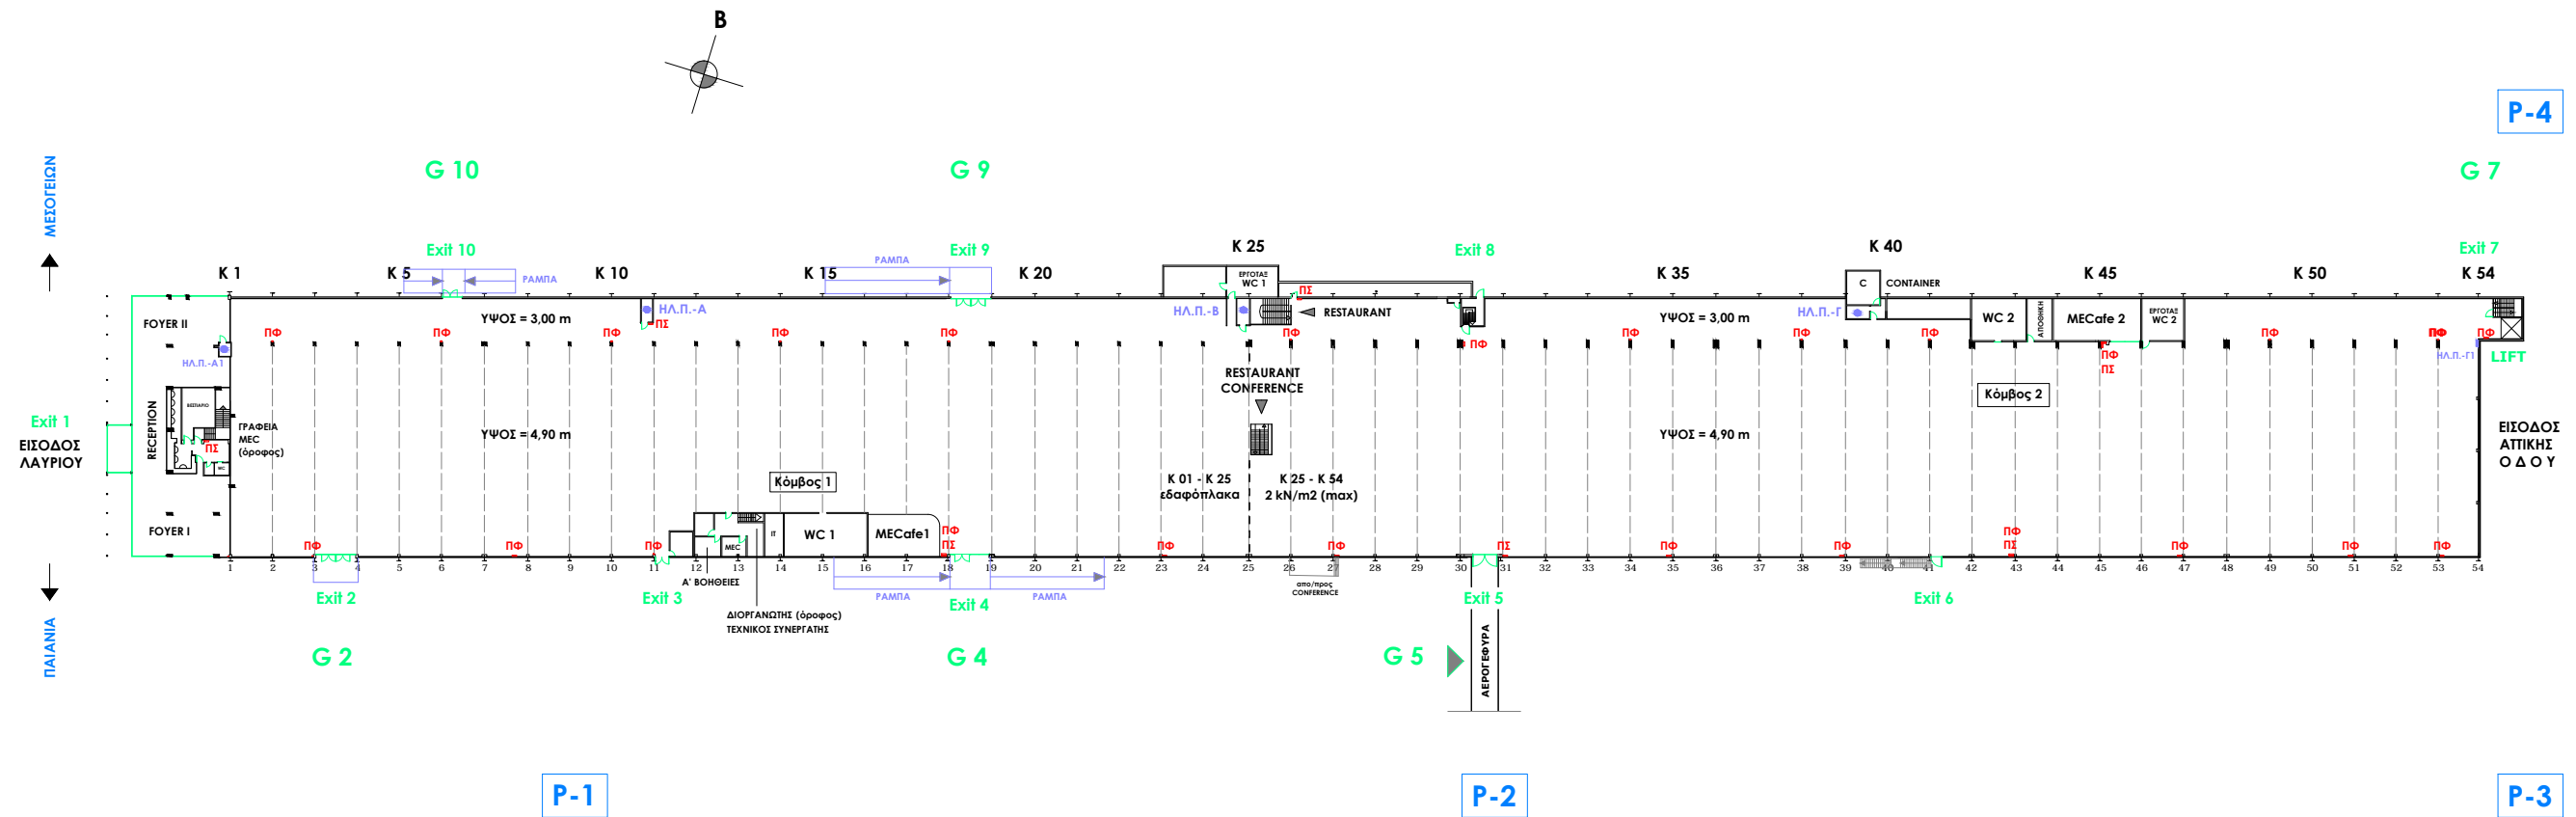 B
P-4
ΜΕΣΟΓΕΙΩΝ
G 10
G 9
G 7
Exit 10
Exit 9
K 25
Exit 8
K 40
Exit 7
K 1
K 5
ΡΑΜΠΑ
K 10
K 15
ΡΑΜΠΑ
K 20
ΕΡΓΟΤΑΞ
WC 1
K 35
C
CONTAINER
K 45
K 50
K 54
FOYER II
ΥΨΟΣ = 3,00 m
ΗΛ.Π.-Α
ΠΣ
ΗΛ.Π.-Β
ΠΣ
RESTAURANT
ΥΨΟΣ = 3,00 m
ΗΛ.Π.-Γ
WC 2
ΑΠΟΘΗΚΗ
MECafe 2
ΕΡΓΟΤΑΞ
WC 2
ΠΦ
ΠΦ
ΠΦ
ΠΦ
ΠΦ
ΠΦ
ΠΦ
ΠΦ
ΠΦ
ΠΦ
ΠΦ
ΠΦ
ΠΦ
ΗΛ.Π.-Α1
ΠΦ
ΠΣ
ΗΛ.Π.-Γ1
LIFT
RESTAURANT
CONFERENCE
Κόμβος 2
Exit 1
ΕΙΣΟΔΟΣ
ΛΑΥΡΙΟΥ
RECEPTION
ΒΕΣΤΙΑΡΙΟ
ΠΣ
WC
ΓΡΑΦΕΙΑ
MEC
(όροφος)
ΥΨΟΣ = 4,90 m
ΥΨΟΣ = 4,90 m
ΕΙΣΟΔΟΣ
ΑΤΤΙΚΗΣ
Ο Δ Ο Υ
Κόμβος 1
K 01 - K 25
εδαφόπλακα
K 25 - K 54
2 kN/m2 (max)
FOYER I
ΠΦ
ΠΦ
ΠΦ
MEC
IT
WC 1
MECafe1
ΠΦ
ΠΣ
ΠΦ
ΠΦ
ΠΣ
ΠΦ
ΠΦ
ΠΦ
ΠΣ
ΠΦ
ΠΦ
ΠΦ
1 2 3 4 5 6 7 8 9 10 11 12 13 14 15 16 17 18 19 20 21 22 23 24 25 26 27 28 29 30 31 32 33 34 35 36 37 38 39 40 41 42 43 44 45 46 47 48 49 50 51 52 53 54
Exit 2
Exit 3
Α' ΒΟΗΘΕΙΕΣ
ΡΑΜΠΑ
Exit 4
ΡΑΜΠΑ
απο/προς
CONFERENCE
Exit 5
Exit 6
ΔΙΟΡΓΑΝΩΤΗΣ (όροφος)
ΤΕΧΝΙΚΟΣ ΣΥΝΕΡΓΑΤΗΣ
ΠΑΙΑΝΙΑ
G 2
G 4
G 5
ΑΕΡΟΓΕΦΥΡΑ
P-1
P-2
P-3